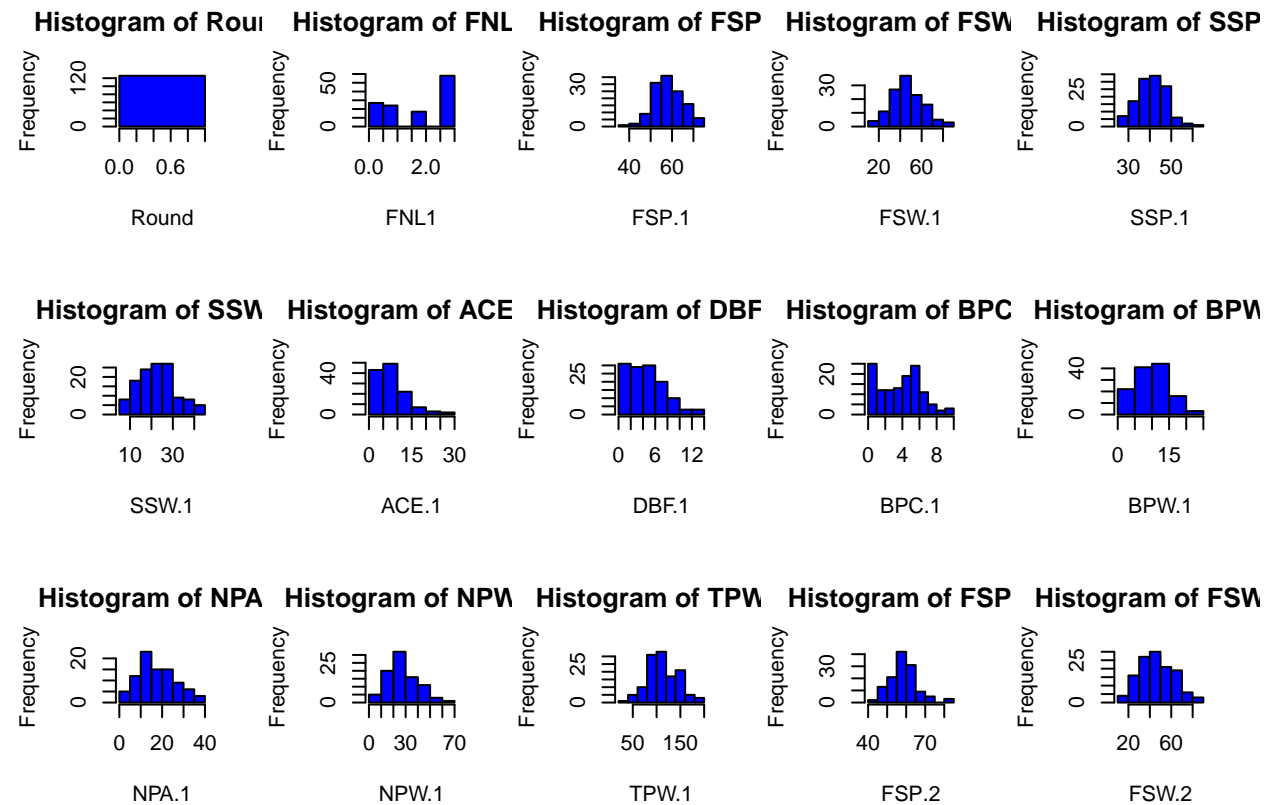 Histogram of Roun
Histogram of FNL
Histogram of FSP
Histogram of FSW
Histogram of SSP
Frequency
0
120
0.0 0.6
Round
Frequency
0
50
0.0 2.0
FNL1
Frequency
0
30
40 60
FSP.1
Frequency
0
30
20 60
FSW.1
Frequency
0
25
30 50
SSP.1
Histogram of SSW
Histogram of ACE
Histogram of DBF
Histogram of BPC
Histogram of BPW
Frequency
0
20
10 30
SSW.1
Frequency
0
40
0 15 30
ACE.1
Frequency
0
25
0 6 12
DBF.1
Frequency
0
20
0 4 8
BPC.1
Frequency
0
40
0 15
BPW.1
Histogram of NPA
Histogram of NPW
Histogram of TPW
Histogram of FSP
Histogram of FSW
Frequency
0
20
0 20 40
NPA.1
Frequency
0
25
0 30 70
NPW.1
Frequency
0
25
50 150
TPW.1
Frequency
0
30
40 70
FSP.2
Frequency
0
25
20 60
FSW.2